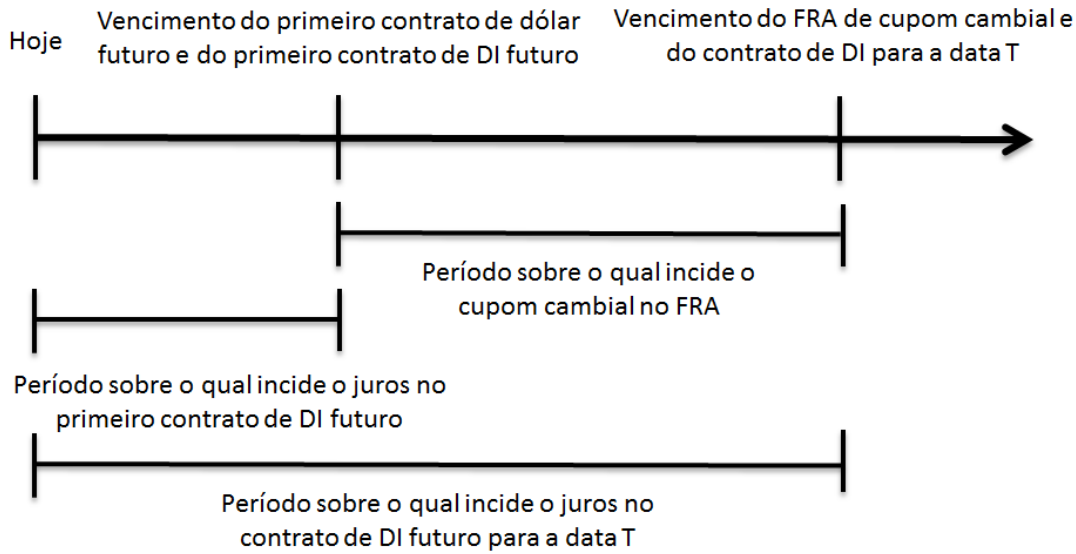 Hoje
Vencimento do primeiro contrato de dólar
futuro e do primeiro contrato de DI futuro
Vencimento do FRA de cupom cambial e
do contrato de DI para a data T
Período sobre o qual incide o
cupom cambial no FRA
Período sobre o qual incide o juros no
primeiro contrato de DI futuro
Período sobre o qual incide o juros no
contrato de DI futuro para a data T